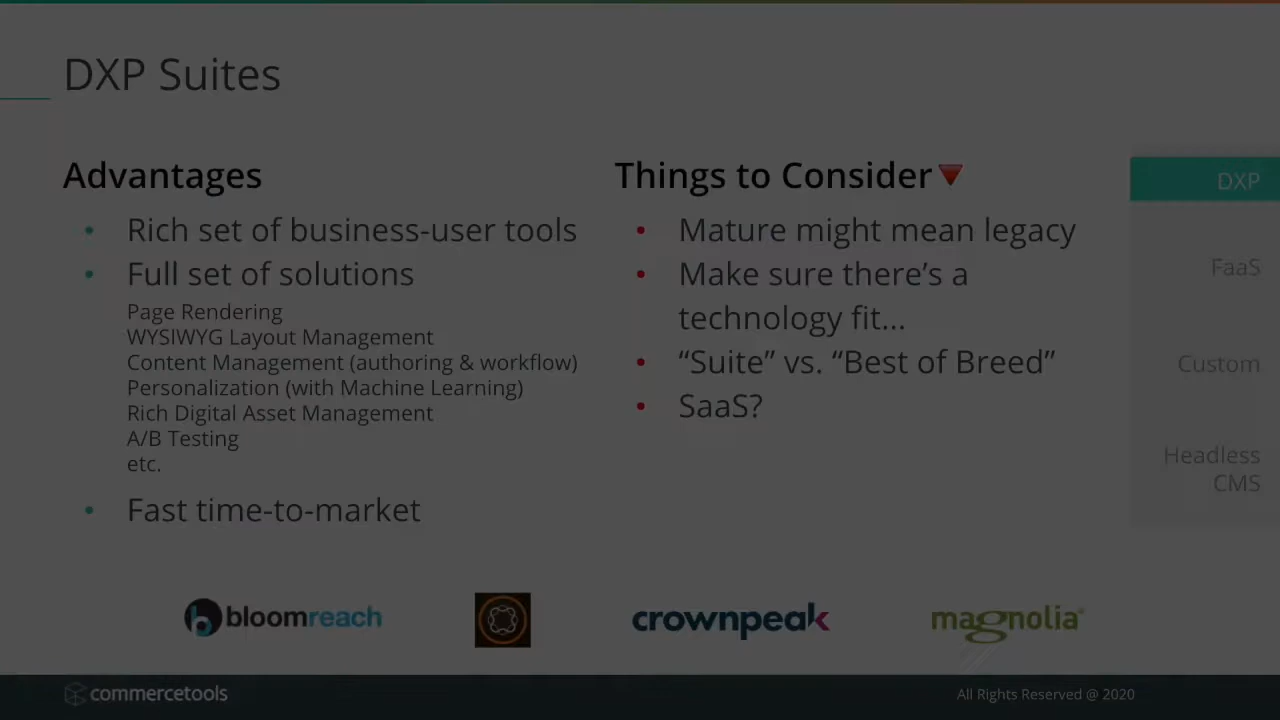 DXP Suites
Advantages
• Rich set of business-user tools
• Full set of solutions
Page Rendering
WYSIWYG Layout Management
Content Management (authoring & workflow)
Personalization (with Machine Learning)
Rich Digital Asset Management
A/B Testing
etc.
• Fast time-to-market
Things to Consider
• Mature might mean legacy
• Make sure there’s a
technology fit...
• “Suite” vs. “Best of Breed”
• SaaS?
DXP
FaaS
Custom
Headless
CMS
bloomreach
crownpeak
magnolia®
commercetools
All Rights Reserved @ 2020